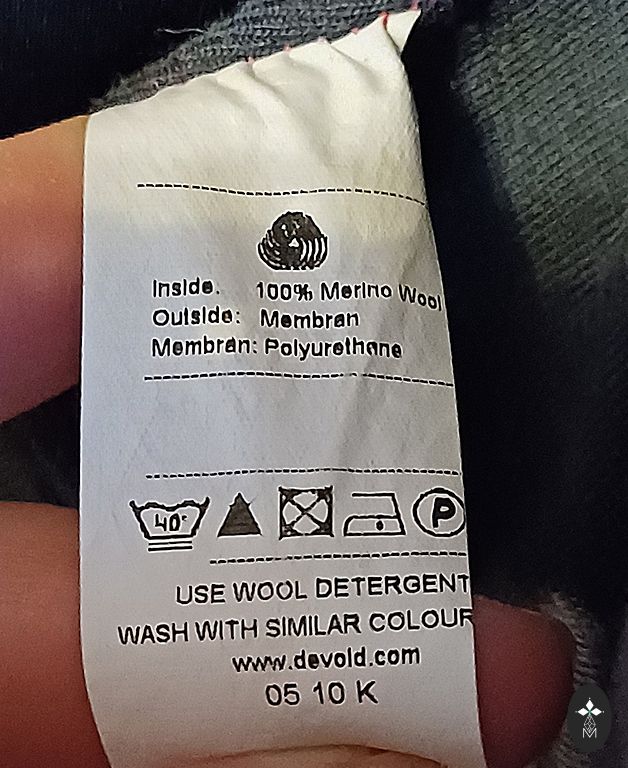 Inside. 100% Merino Wool
Outside: Membran
Membran: Polyurethane
40° P
USE WOOL DETERGENT
WASH WITH SIMILAR COLOUR
www.devold.com
05 10 K
M